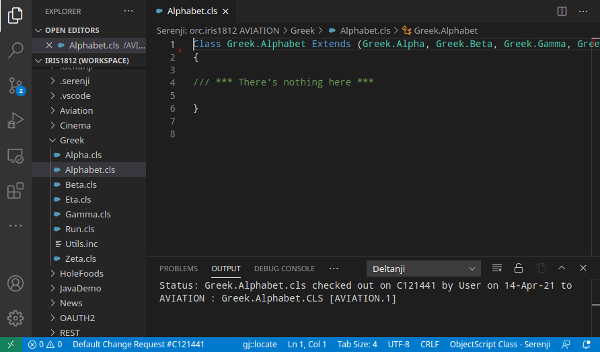 EXPLORER
OPEN EDITORS
Alphabet.cls /AVI...
IRIS1812 (WORKSPACE)
.serenji
.vscode
Aviation
Cinema
Greek
Alpha.cls
Alphabet.cls
Beta.cls
Eta.cls
Gamma.cls
Run.cls
Utils.inc
Zeta.cls
HoleFoods
JavaDemo
News
OAUTH2
REST
2
Alphabet.cls
Serenji: orc.iris1812 AVIATION > Greek > Alphabet.cls > Greek.Alphabet
1 Class Greek.Alphabet Extends (Greek.Alpha, Greek.Beta, Greek.Gamma, Gree
2 {
3
4 /// *** There's nothing here ***
5
6 }
7
8
PROBLEMS OUTPUT DEBUG CONSOLE ... Deltanji
Status: Greek.Alphabet.cls checked out on C121441 by User on 14-Apr-21 to
AVIATION : Greek.Alphabet.CLS [AVIATION.1]
0 0 Default Change Request #C121441 gj::locate Ln 1, Col 1 Tab Size: 4 UTF-8 CRLF ObjectScript Class - Serenji